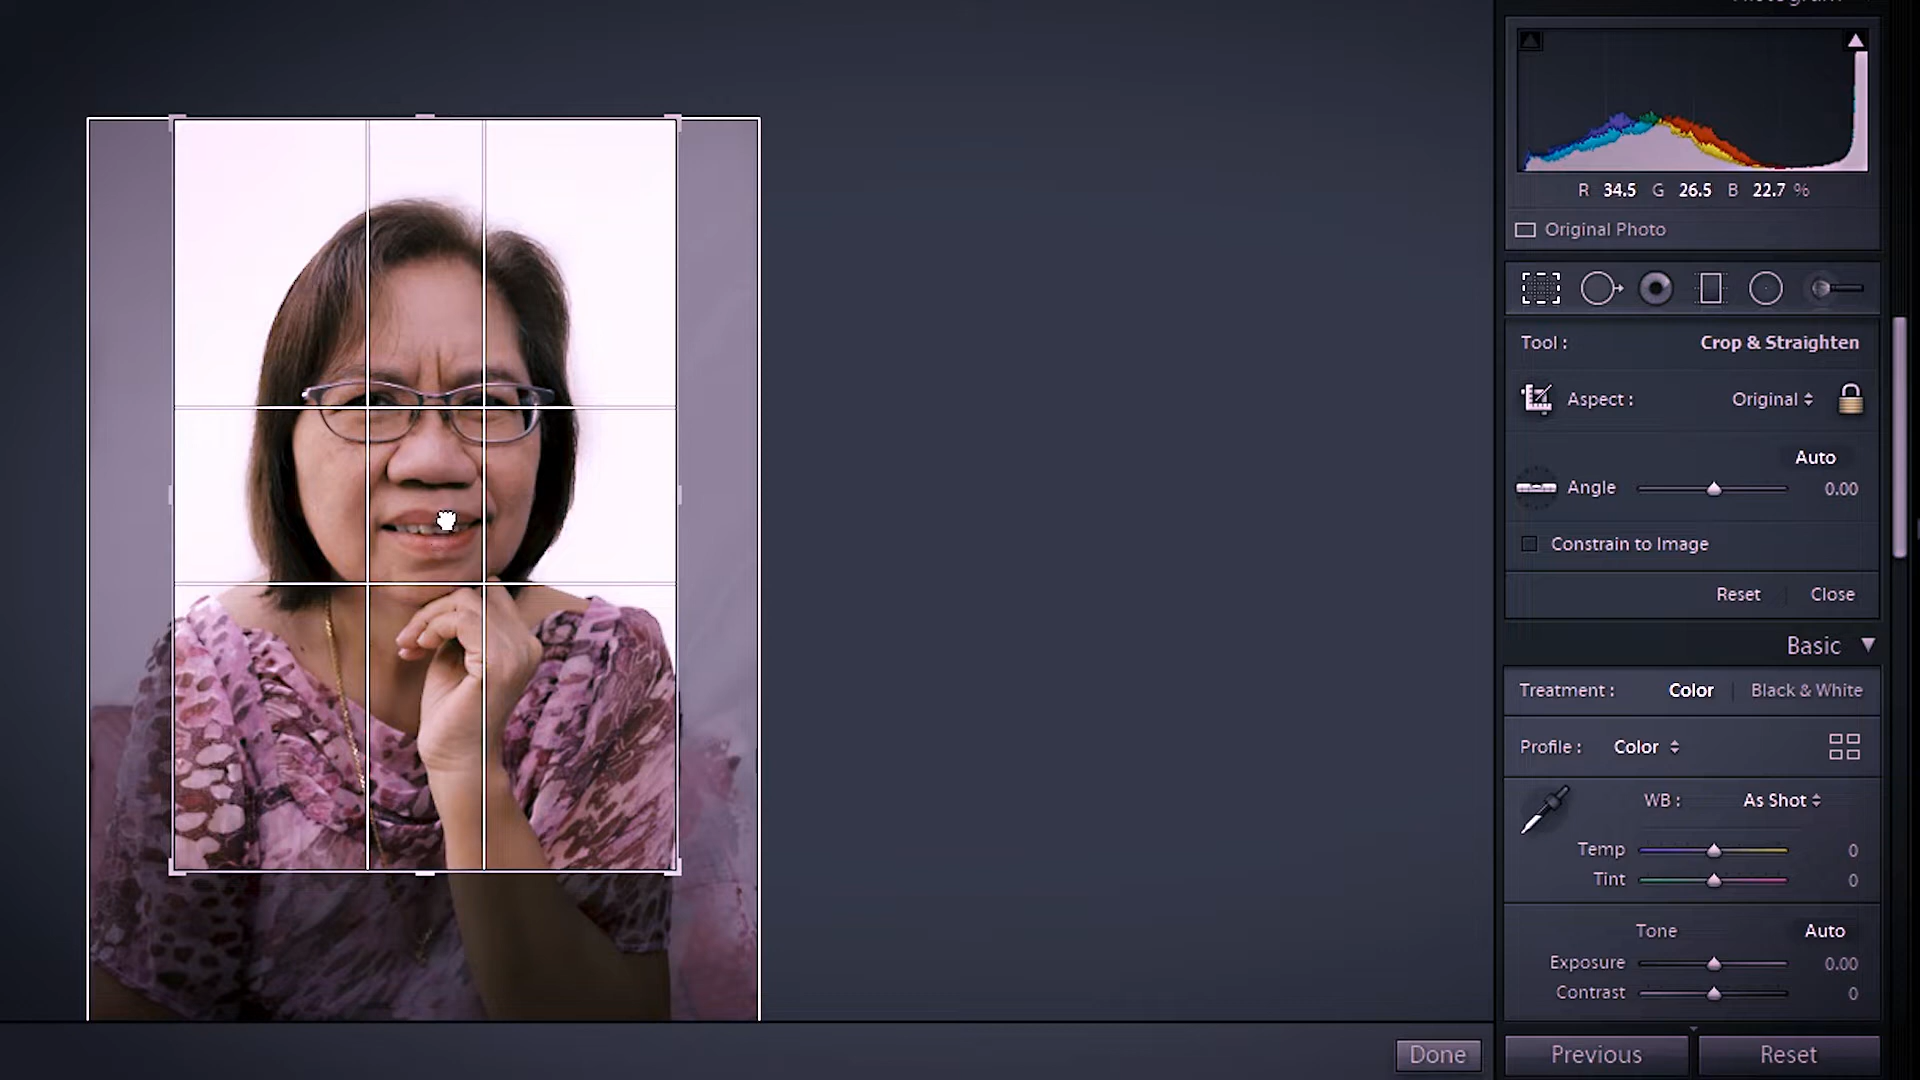 Histogram
R 34.5 G 26.5 B 22.7 %
Original Photo
Tool : Crop & Straighten
Aspect : Original
Auto
Angle 0.00
Constrain to Image
Reset Close
Basic
Treatment : Color Black & White
Profile : Color
WB : As Shot
Temp 0
Tint 0
Tone Auto
Exposure 0.00
Contrast 0
Done Previous Reset